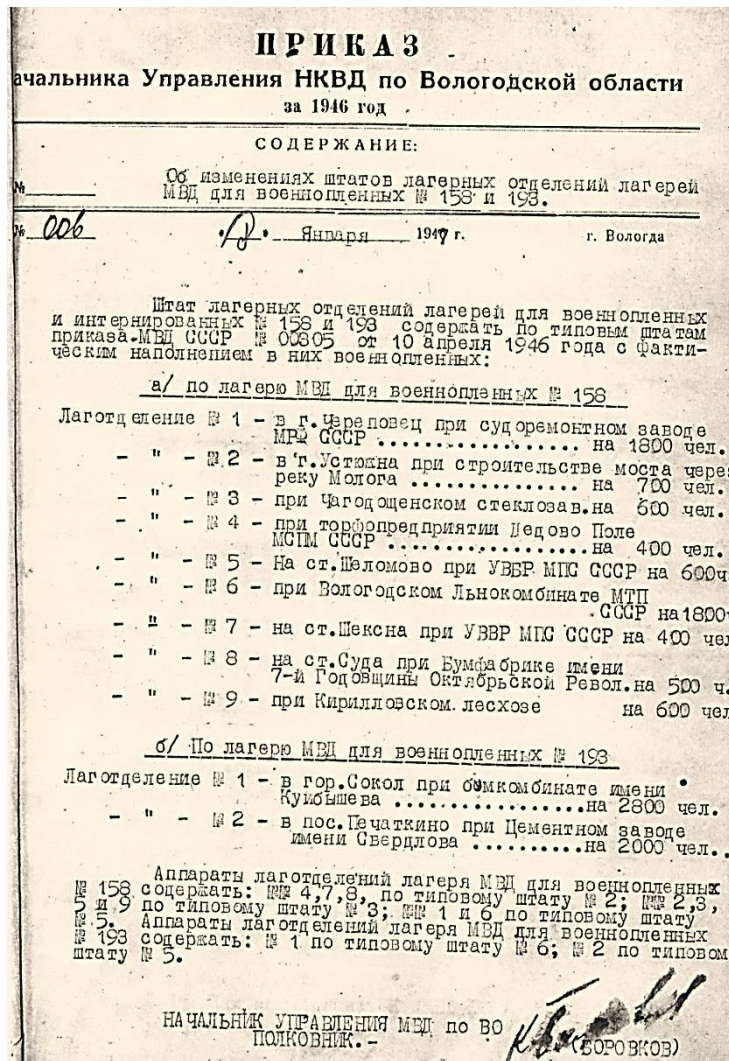 ПРИКАЗ
ачальника Управления НКВД по Вологодской области
за 1946 год
СОДЕРЖАНИЕ:
№ Об изменениях штатов лагерных отделений лагерей
МВД для военнопленных № 158 и 193.
№ 006 Января 1947 г. г. Вологда
Штат лагерных отделений лагерей для военнопленных
и интернированных № 158 и 193 содержать по типовым штатам
приказа МВД СССР № 00305 от 10 апреля 1946 года с факти-
ческим наполнением в них военнопленных:
а/ по лагерю МВД для военнопленных № 158
Лаготделение № 1 - в г.Череповец при судоремонтном заводе
МРФ СССР .................. на 1800 чел.
- " - № 2 - в г.Устюжна при строительстве моста через
реку Молога ............... на 700 чел.
- " - № 3 - при Чагодощенском стеклозав.на 600 чел.
- " - № 4 - при торфопредприятии Дедово Поле
МСПМ СССР ..................на 400 чел.
- " - № 5 - На ст.Шеломово при УВВР МПС СССР на 600ч
- " - № 6 - при Вологодском Льнокомбинате МТП
СССР на 1800ч
- " - № 7 - на ст.Шексна при УВВР МПС СССР на 400 чел
- " - № 8 - на ст.Суда при Бумфабрике имени
7-й Годовщины Октябрьской Револ.на 500 ч.
- " - № 9 - при Кирилловском лесхозе на 600 чел
б/ По лагерю МВД для военнопленных № 193
Лаготделение № 1 - в гор.Сокол при бумкомбинате имени
Куйбышева .................на 2800 чел.
- " - № 2 - в пос.Печаткино при Цементном заводе
имени Свердлова ..........на 2000 чел..
Аппараты лаготделений лагеря МВД для военнопленных
№ 158 содержать: №№ 4,7,8, по типовому штату № 2; №№ 2,3,
5 и 9 по типовому штату № 3; №№ 1 и 6 по типовому штату
№ 5. Аппараты лаготделений лагеря МВД для военнопленных
№ 193 содержать: № 1 по типовому штату № 6; № 2 по типовом
штату № 5.
НАЧАЛЬНИК УПРАВЛЕНИЯ МВД по ВО
ПОЛКОВНИК.- (БОРОВКОВ)